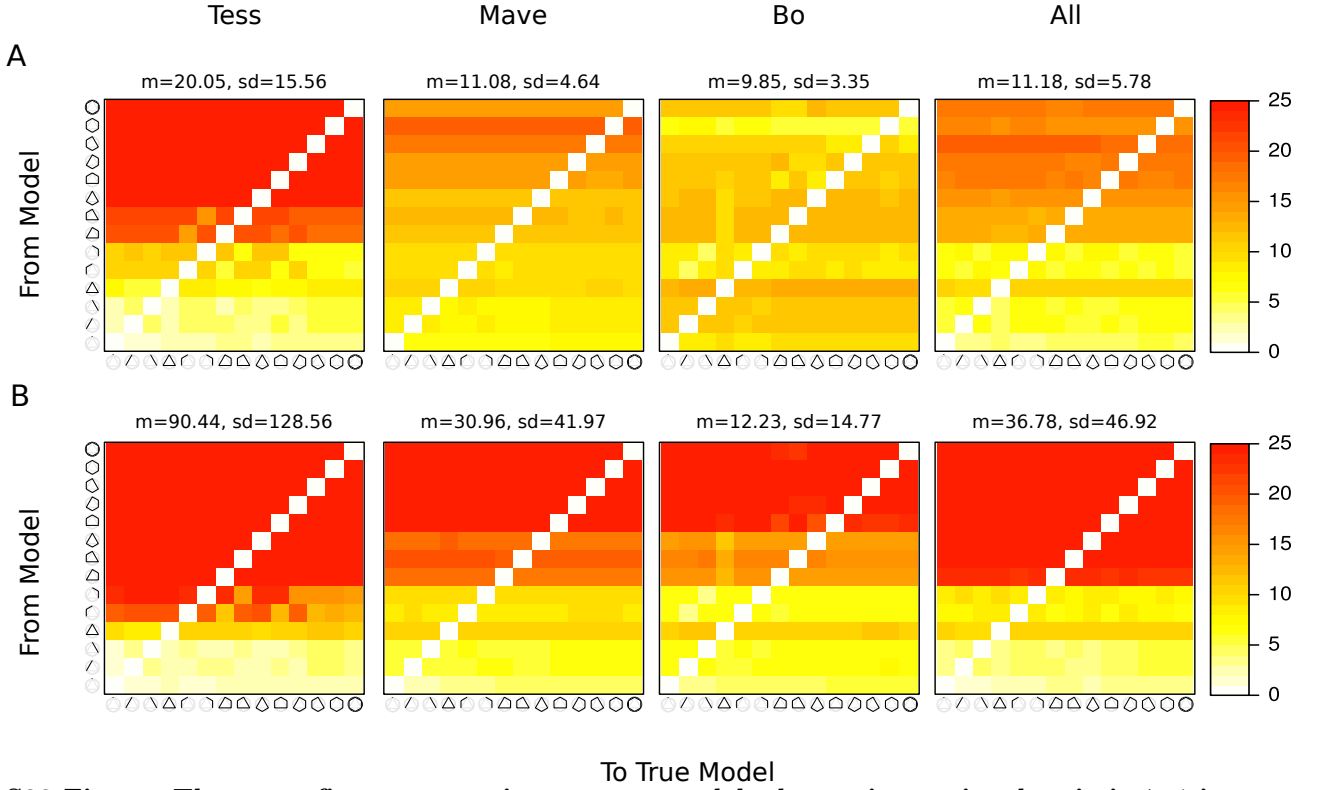 Tess Mave Bo All
A
m=20.05, sd=15.56 m=11.08, sd=4.64 m=9.85, sd=3.35 m=11.18, sd=5.78
From Model
25
20
15
10
5
0
B
m=90.44, sd=128.56 m=30.96, sd=41.97 m=12.23, sd=14.77 m=36.78, sd=46.92
From Model
25
20
15
10
5
0
To True Model